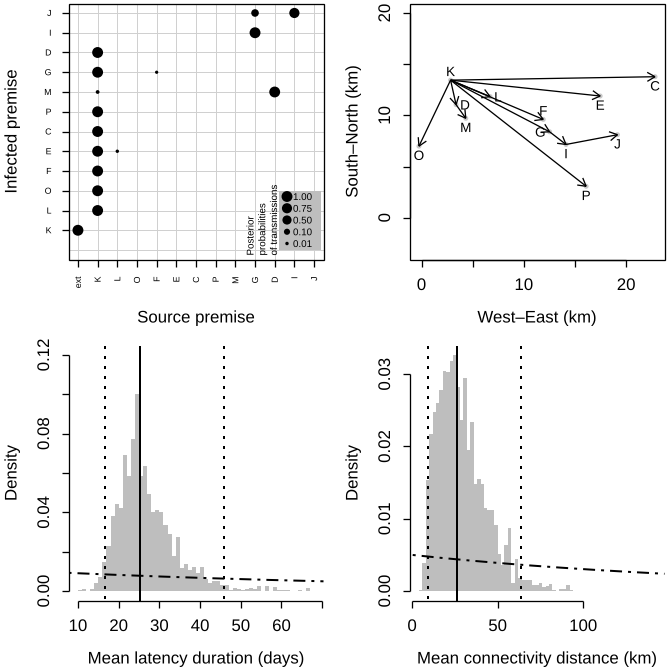 Infected premise
J
I
D
G
M
P
C
E
F
O
L
K
Posterior
probabilities
of transmissions
1.00
0.75
0.50
0.10
0.01
ext K L O F E C P M G D I J
Source premise
South–North (km)
20
10
0
K
C
D
L
E
M
F
G
O
I
J
P
0 10 20
West–East (km)
Density
0.12
0.08
0.04
0.00
10 20 30 40 50 60 70
Mean latency duration (days)
Density
0.03
0.02
0.01
0.00
0 50 100
Mean connectivity distance (km)